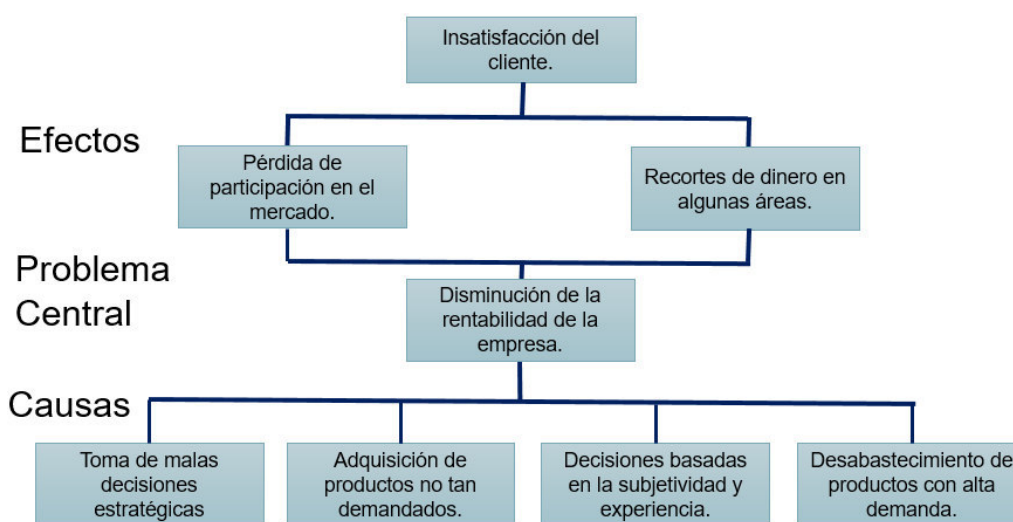 Insatisfacción del
cliente.
Efectos
Pérdida de
participación en el
mercado.
Recortes de dinero en
algunas áreas.
Problema
Central
Disminución de la
rentabilidad de la
empresa.
Causas
Toma de malas
decisiones
estratégicas
Adquisición de
productos no tan
demandados.
Decisiones basadas
en la subjetividad y
experiencia.
Desabastecimiento de
productos con alta
demanda.